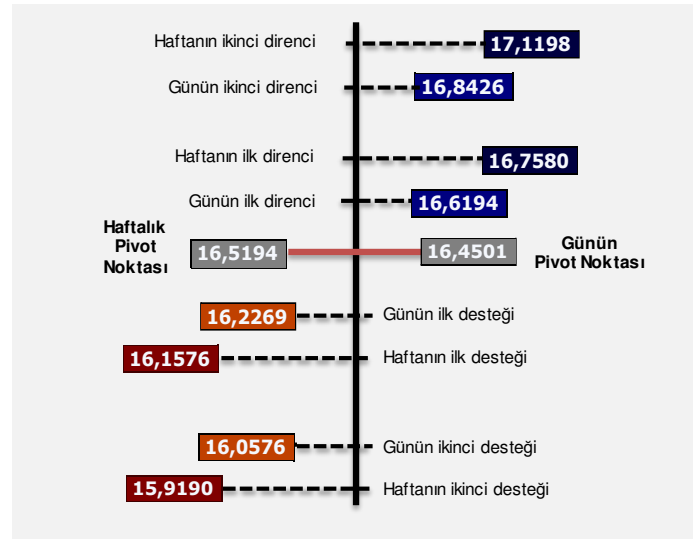 Haftanın ikinci direnci
17,1198
Günün ikinci direnci
16,8426
Haftanın ilk direnci
16,7580
Günün ilk direnci
16,6194
Haftalık
Pivot
Noktası
16,5194
16,4501
Günün
Pivot Noktası
16,2269
Günün ilk desteği
16,1576
Haftanın ilk desteği
16,0576
Günün ikinci desteği
15,9190
Haftanın ikinci desteği